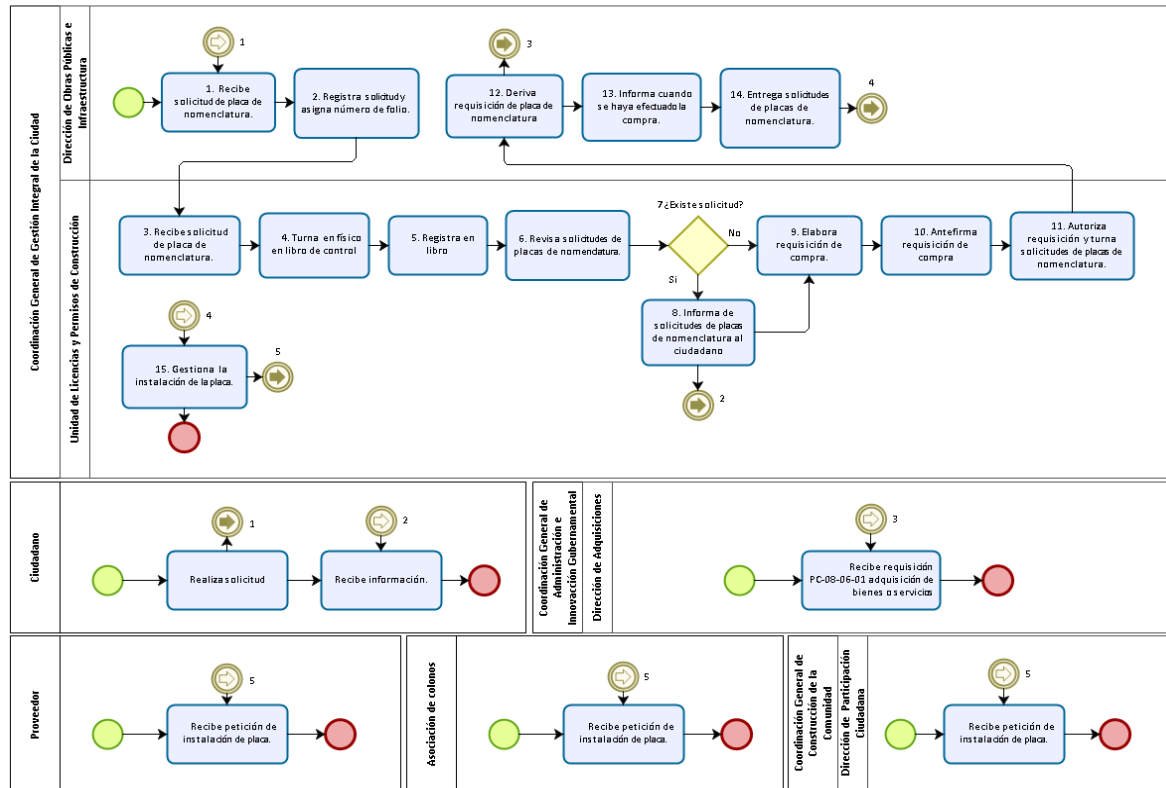 Coordinación General de Gestión Integral de la Ciudad
Dirección de Obras Públicas e
Infraestructura
1
1. Recibe
solicitud de placa de
nomenclatura.
2. Registra solicitud y
asigna número de folio.
3
12. Deriva
requisición de placa de
nomenclatura
13. Informa cuando
se haya efectuado la
compra.
14. Entrega solicitudes
de placas de
nomenclatura.
4
Unidad de Licencias y Permisos de Construcción
3. Recibe solicitud
de placa de
nomenclatura.
4. Turna en físico
en libro de control
5. Registra en
libro
6. Revisa solicitudes de
placas de nomenclatura.
7 ¿Existe solicitud?
No
Si
8. Informa de
solicitudes de placas
de nomenclatura al
ciudadano
2
9. Elabora
requisición de
compra.
10. Antefirma
requisición de
compra
11. Autoriza
requisición y turna
solicitudes de placas de
nomenclatura.
4
15. Gestiona la
instalación de la placa.
5
Ciudadano
1
Realiza solicitud
2
Recibe información.
Coordinación General de
Administración e
Innovacción Gubernamental
Dirección de Adquisiciones
3
Recibe requisición
PC-08-06-01 adquisición de
bienes o servicios
Proveedor
5
Recibe petición de
instalación de placa.
Asociación de colonos
5
Recibe petición de
instalación de placa.
Coordinación General de
Construcción de la
Comunidad
Dirección de Participación
Ciudadana
5
Recibe petición de
instalación de placa.